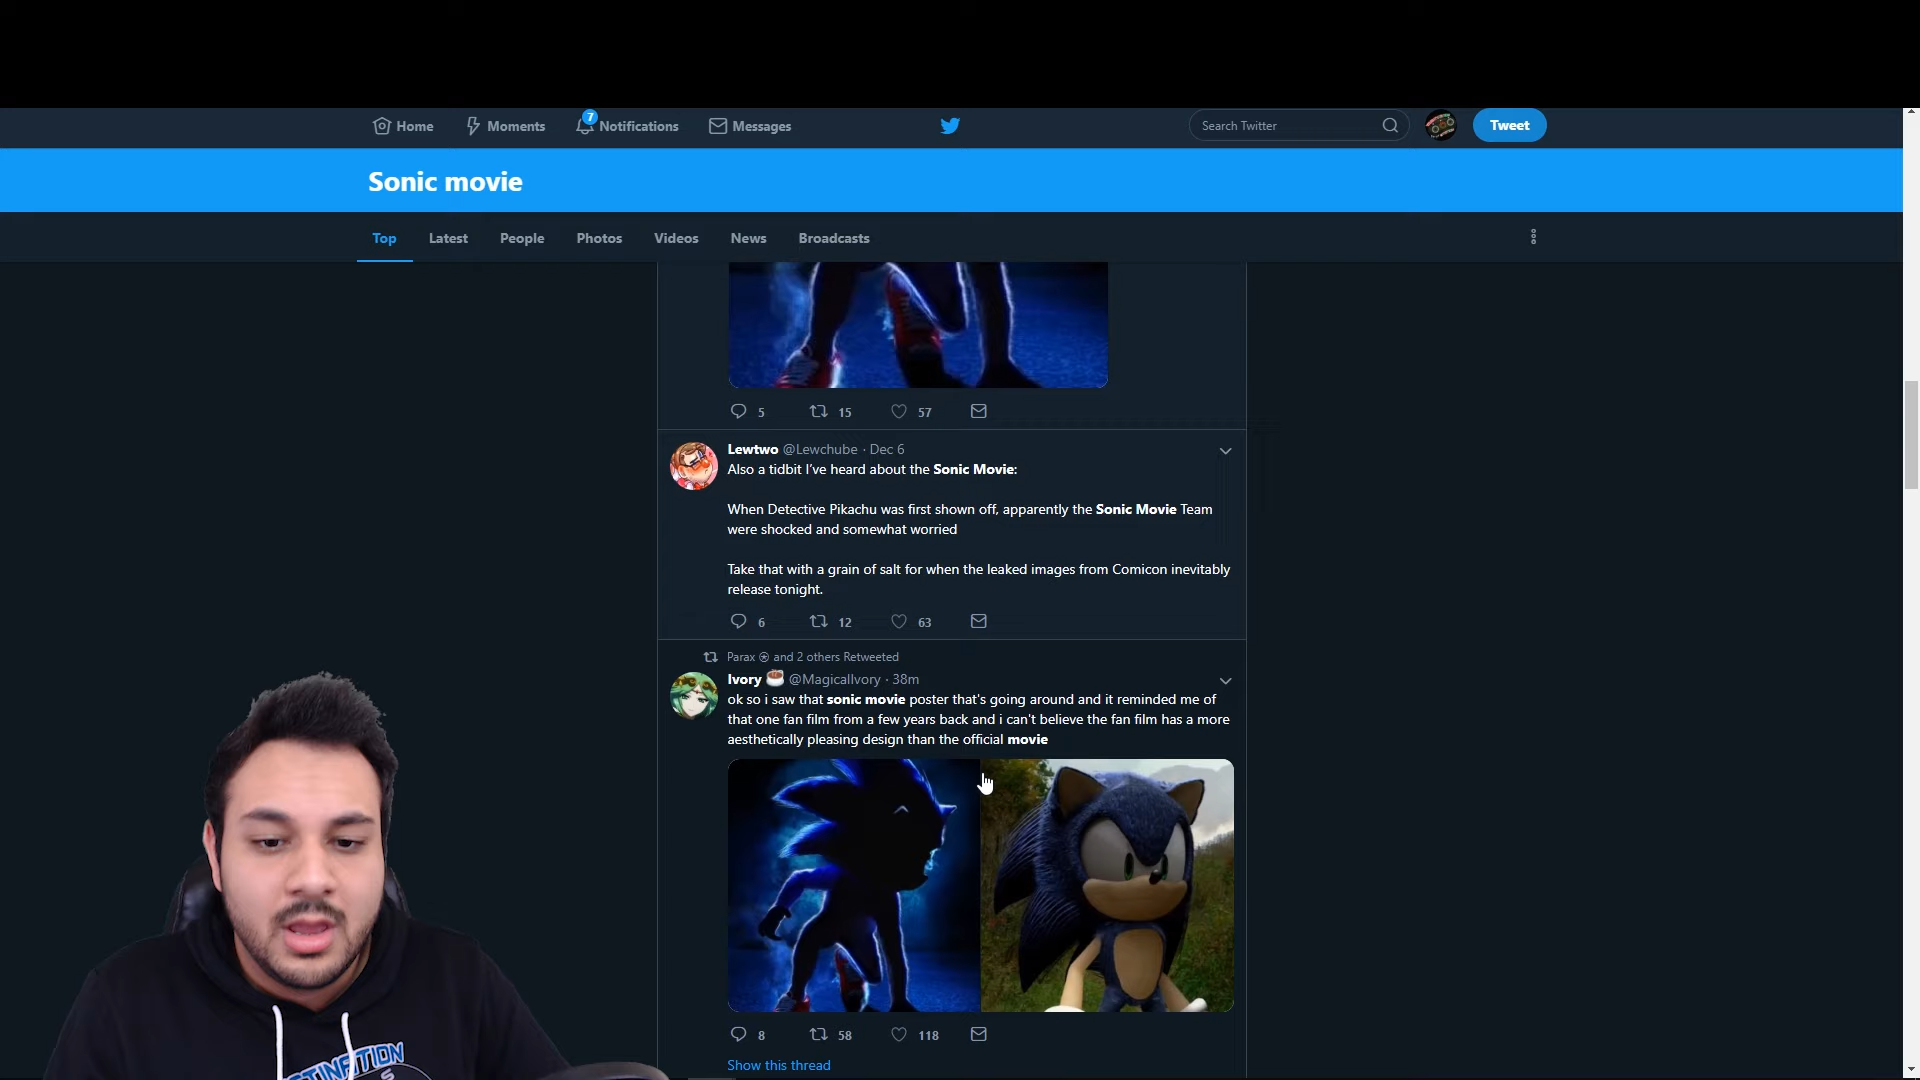 Home Moments 7 Notifications Messages Search Twitter Tweet
Sonic movie
Top Latest People Photos Videos News Broadcasts
5 15 57
Lewtwo @Lewchube · Dec 6
Also a tidbit I've heard about the Sonic Movie:
When Detective Pikachu was first shown off, apparently the Sonic Movie Team
were shocked and somewhat worried
Take that with a grain of salt for when the leaked images from Comicon inevitably
release tonight.
6 12 63
Parax and 2 others Retweeted
Ivory @MagicalIvory · 38m
ok so i saw that sonic movie poster that's going around and it reminded me of
that one fan film from a few years back and i can't believe the fan film has a more
aesthetically pleasing design than the official movie
8 58 118
Show this thread